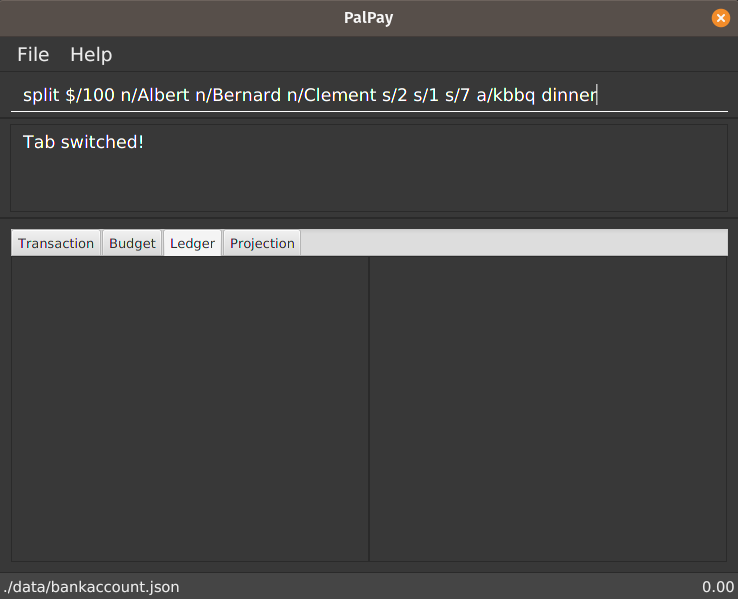 PalPay
File Help
split $/100 n/Albert n/Bernard n/Clement s/2 s/1 s/7 a/kbbq dinner
Tab switched!
Transaction Budget Ledger Projection
./data/bankaccount.json 0.00